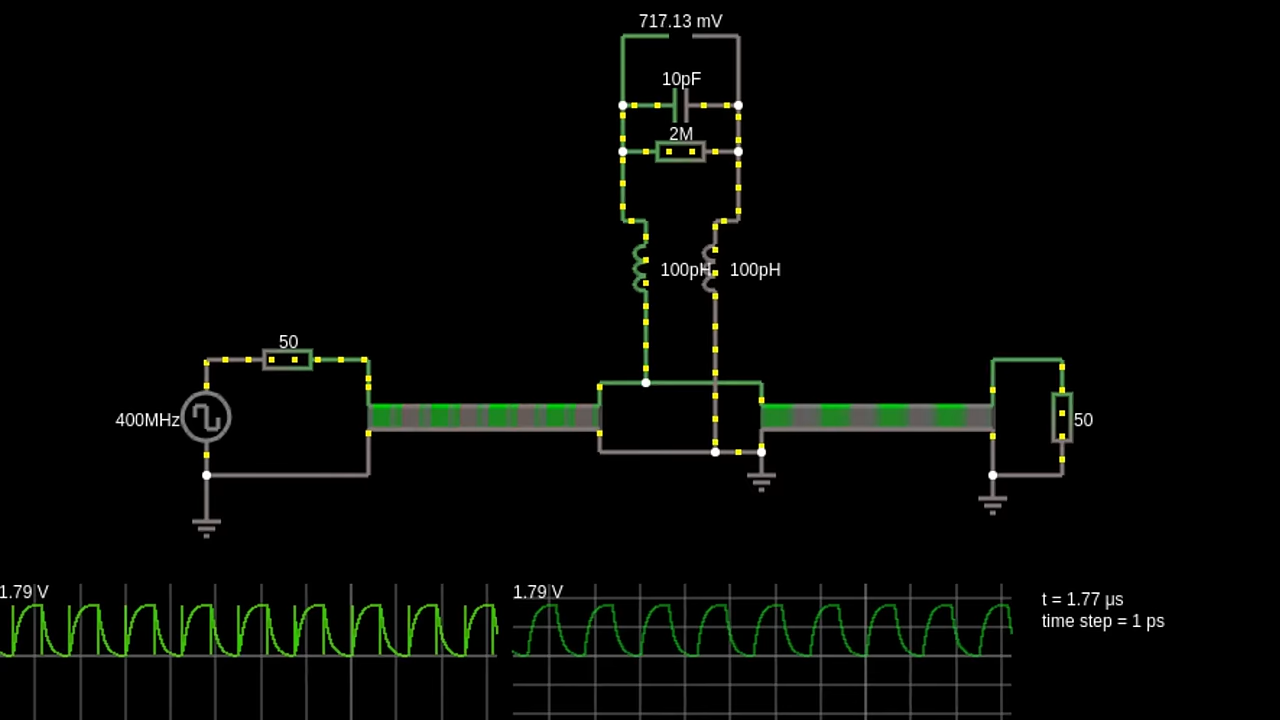 717.13 mV
10pF
2M
100pH
100pH
50
400MHz
50
1.79 V
1.79 V
t = 1.77 µs
time step = 1 ps